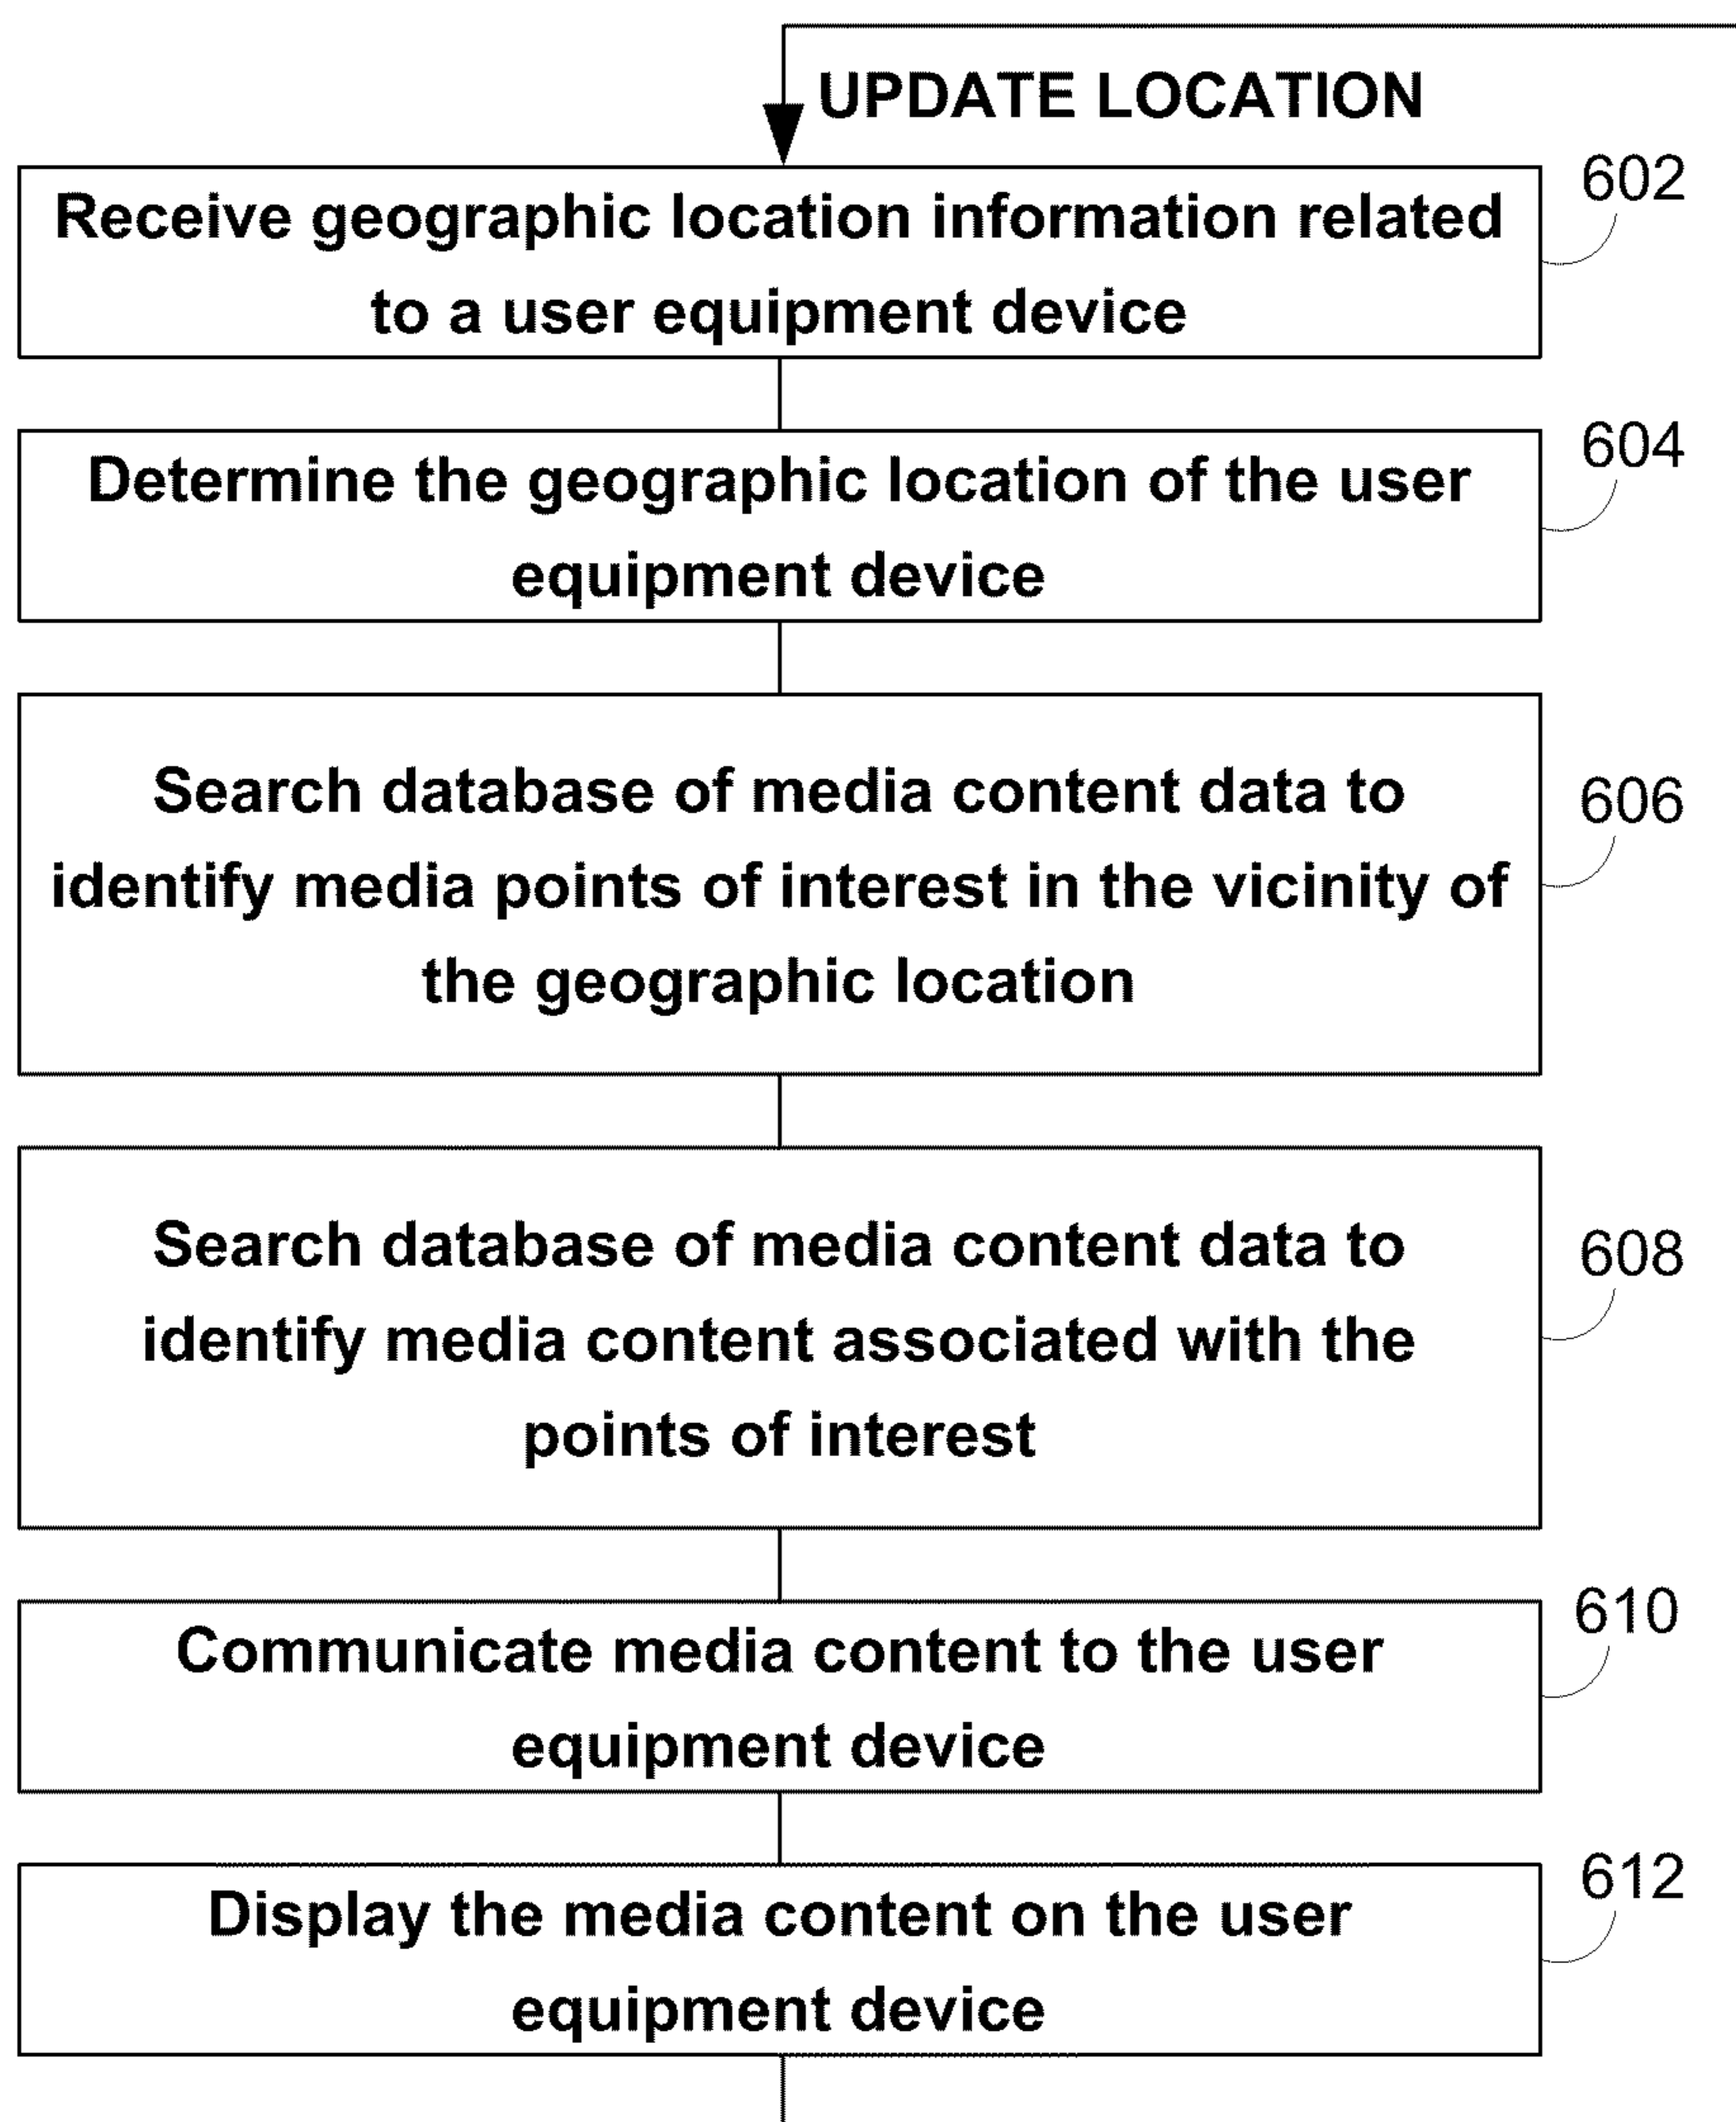 UPDATE LOCATION
602
Receive geographic location information related
to a user equipment device
604
Determine the geographic location of the user
equipment device
606
Search database of media content data to
identify media points of interest in the vicinity of
the geographic location
608
Search database of media content data to
identify media content associated with the
points of interest
610
Communicate media content to the user
equipment device
612
Display the media content on the user
equipment device